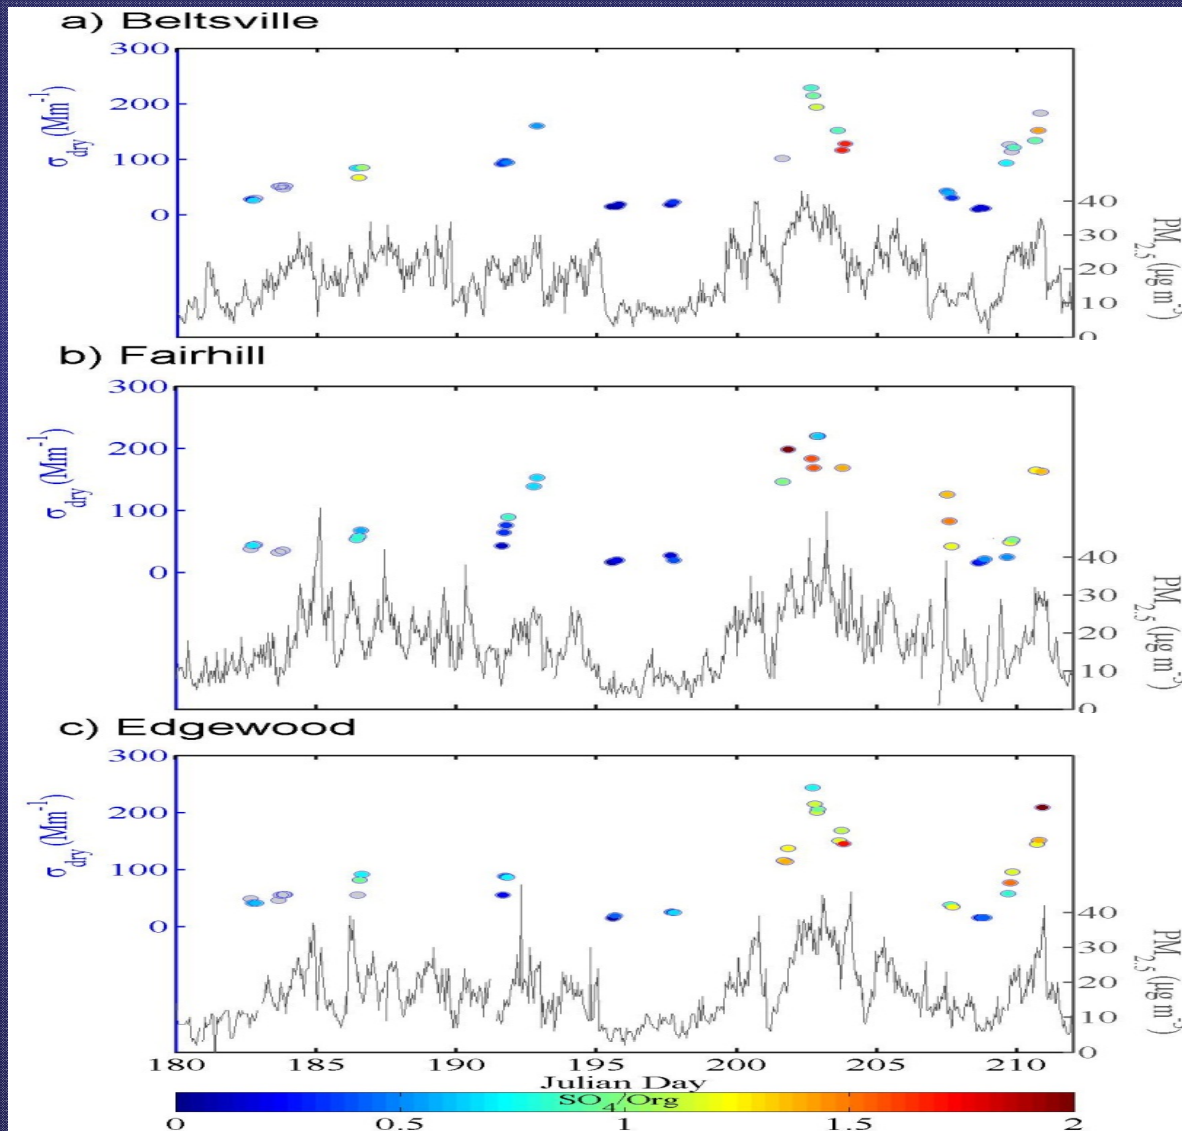 a) Beltsville
300
200
100
0
σdry (Mm-1)
40
30
20
10
0
PM2.5 (µg m-3)
b) Fairhill
300
200
100
0
σdry (Mm-1)
40
30
20
10
0
PM2.5 (µg m-3)
c) Edgewood
300
200
100
0
σdry (Mm-1)
40
30
20
10
0
PM2.5 (µg m-3)
180 185 190 195 200 205 210
Julian Day
SO4/Org
0 0.5 1 1.5 2